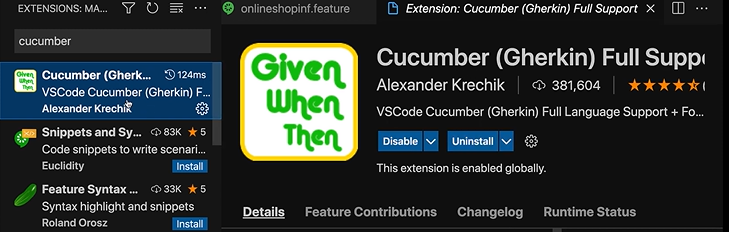 EXTENSIONS: MA...
cucumber
Cucumber (Gherk... 124ms
VSCode Cucumber (Gherkin) F...
Alexander Krechik
Snippets and Sy... 83K 5
Code snippets to write scenari...
Euclidity Install
Feature Syntax ... 33K 5
Syntax highlight and snippets
Roland Orosz Install
onlineshopinf.feature
Extension: Cucumber (Gherkin) Full Support
Given
When
Then
Cucumber (Gherkin) Full Suppo
Alexander Krechik 381,604
VSCode Cucumber (Gherkin) Full Language Support + Fo...
Disable Uninstall
This extension is enabled globally.
Details Feature Contributions Changelog Runtime Status